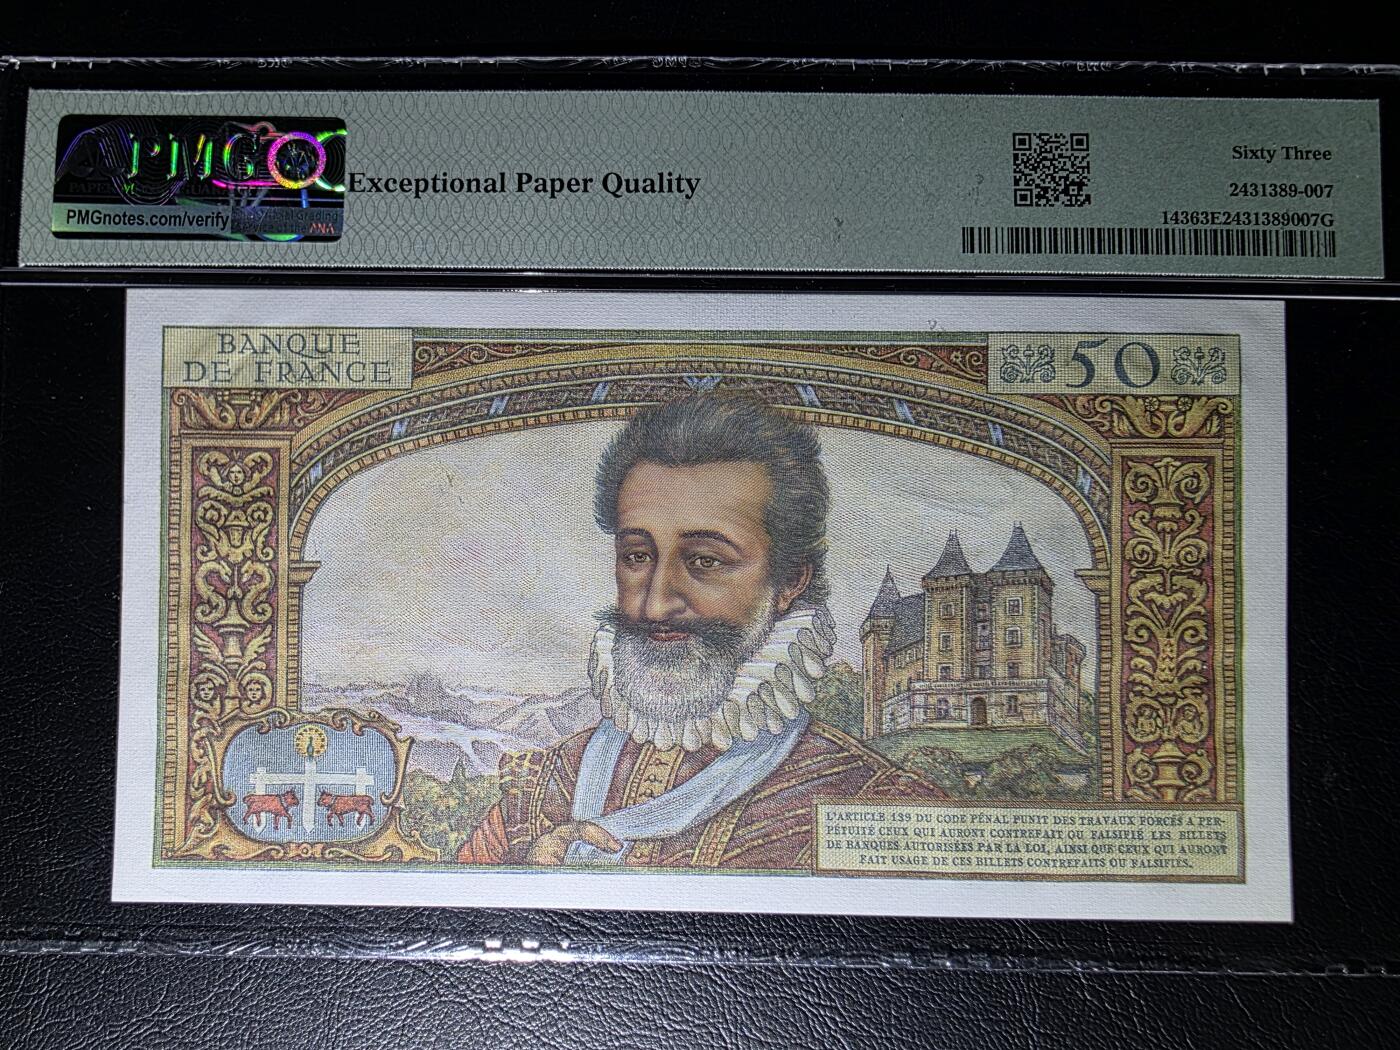 PMG
PMGnotes.com/verify
ANA
Exceptional Paper Quality
Sixty Three
2431389-007
14363E2431389007G
BANQUE
DE FRANCE
50
L'ARTICLE 139 DU CODE PÉNAL PUNIT DES TRAVAUX FORCÉS A PER-
PÉTUITÉ CEUX QUI AURONT CONTREFAIT OU FALSIFIÉ LES BILLETS
DE BANQUES AUTORISÉES PAR LA LOI, AINSI QUE CEUX QUI AURONT
FAIT USAGE DE CES BILLETS CONTREFAITS OU FALSIFIÉS.